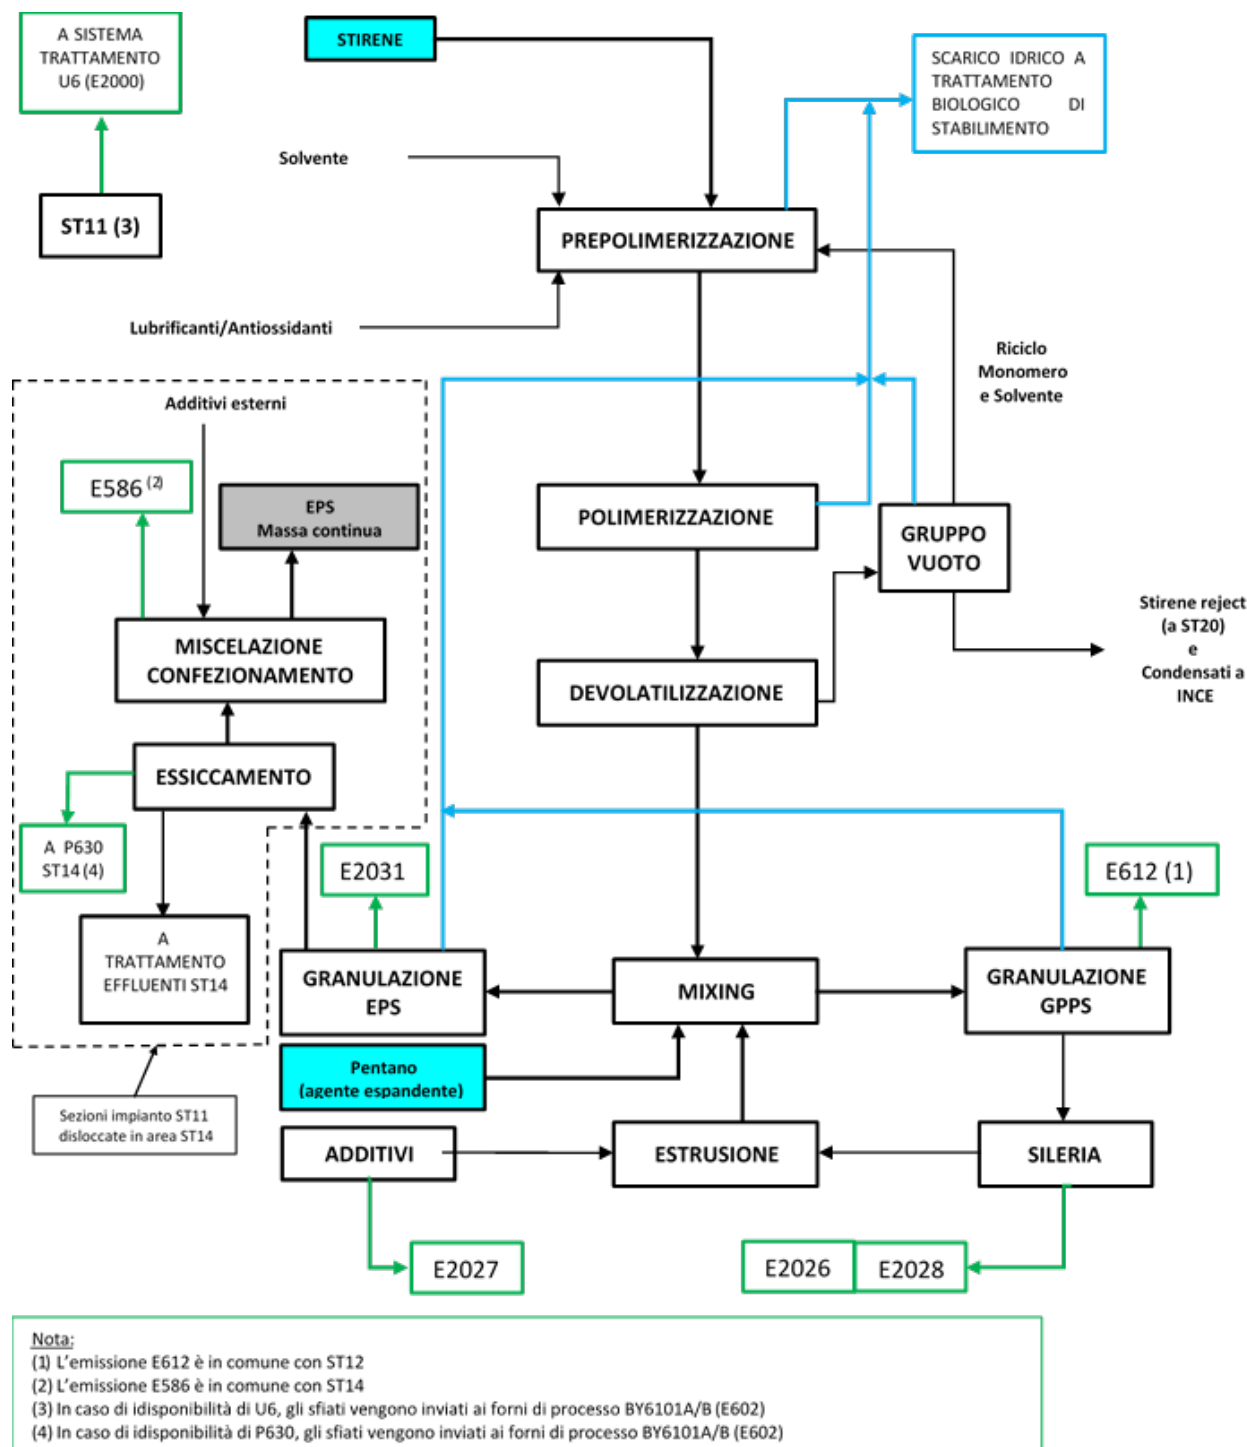 A SISTEMA
TRATTAMENTO
U6 (E2000)
STIRENE
SCARICO IDRICO A
TRATTAMENTO
BIOLOGICO DI
STABILIMENTO
Solvente
ST11 (3)
PREPOLIMERIZZAZIONE
Lubrificanti/Antiossidanti
Riciclo
Monomero
e Solvente
Additivi esterni
E586 (2)
EPS
Massa continua
POLIMERIZZAZIONE
GRUPPO
VUOTO
Stirene reject
(a ST20)
e
Condensati a
INCE
MISCELAZIONE
CONFEZIONAMENTO
DEVOLATILIZZAZIONE
ESSICCAMENTO
A P630
ST14 (4)
E2031
E612 (1)
A
TRATTAMENTO
EFFLUENTI ST14
GRANULAZIONE
EPS
MIXING
GRANULAZIONE
GPPS
Pentano
(agente espandente)
Sezioni impianto ST11
disloccate in area ST14
ADDITIVI
ESTRUSIONE
SILERIA
E2027
E2026
E2028
Nota:
(1) L'emissione E612 è in comune con ST12
(2) L'emissione E586 è in comune con ST14
(3) In caso di idisponibilità di U6, gli sfiati vengono inviati ai forni di processo BY6101A/B (E602)
(4) In caso di idisponibilità di P630, gli sfiati vengono inviati ai forni di processo BY6101A/B (E602)